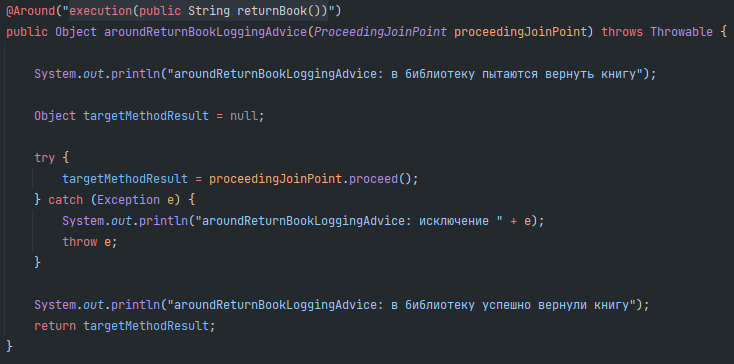 @Around("execution(public String returnBook())")
public Object aroundReturnBookLoggingAdvice(ProceedingJoinPoint proceedingJoinPoint) throws Throwable {
System.out.println("aroundReturnBookLoggingAdvice: в библиотеку пытаются вернуть книгу");
Object targetMethodResult = null;
try {
targetMethodResult = proceedingJoinPoint.proceed();
} catch (Exception e) {
System.out.println("aroundReturnBookLoggingAdvice: исключение " + e);
throw e;
}
System.out.println("aroundReturnBookLoggingAdvice: в библиотеку успешно вернули книгу");
return targetMethodResult;
}